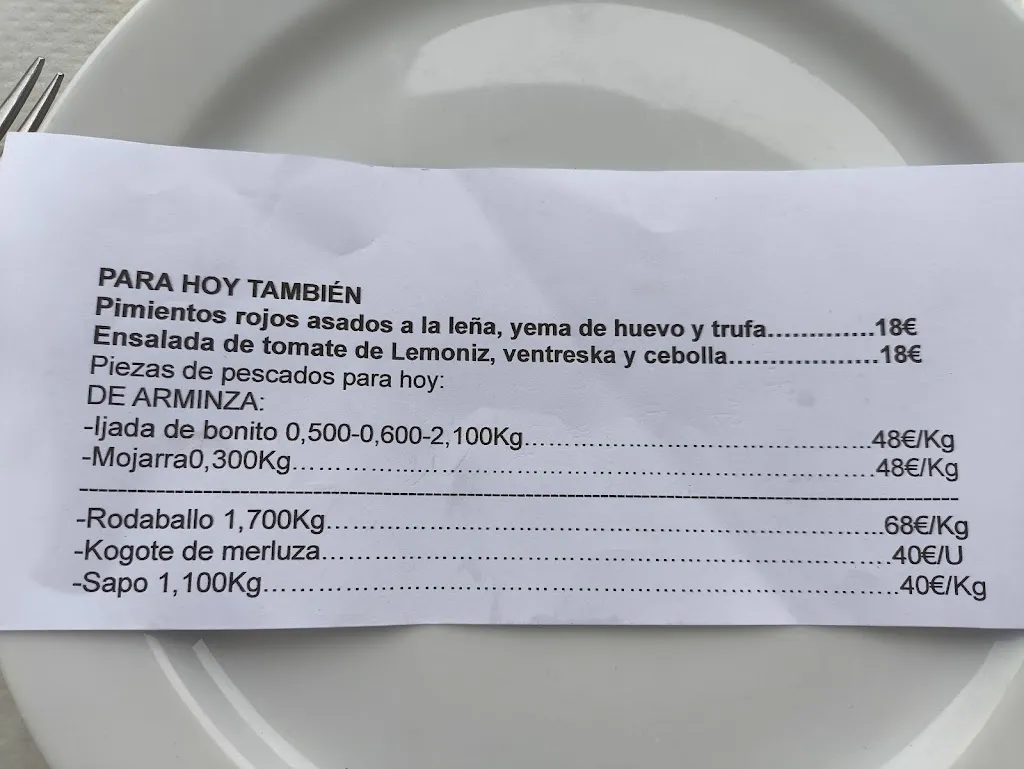 PARA HOY TAMBIÉN
Pimientos rojos asados a la leña, yema de huevo y trufa.............18€
Ensalada de tomate de Lemoniz, ventreska y cebolla...................18€
Piezas de pescados para hoy:
DE ARMINZA:
-Ijada de bonito 0,500-0,600-2,100Kg............................................48€/Kg
-Mojarra0,300Kg...........................................................................48€/Kg
--------------------------------------------------------------------------------
-Rodaballo 1,700Kg......................................................................68€/Kg
-Kogote de merluza.......................................................................40€/U
-Sapo 1,100Kg...............................................................................40€/Kg